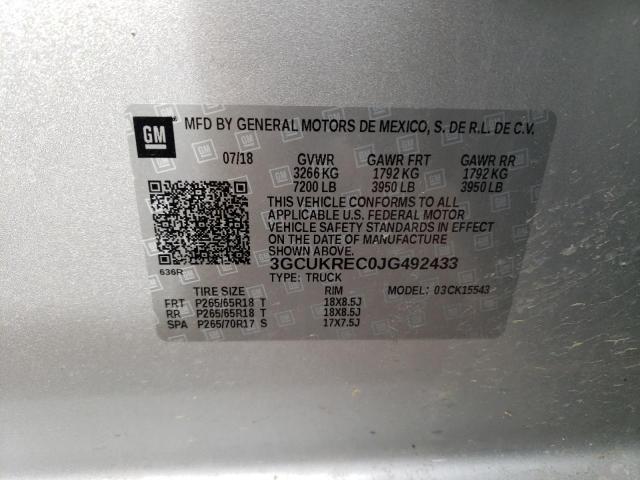 GM MFD BY GENERAL MOTORS DE MEXICO, S. DE R.L. DE C.V.
07/18 GVWR GAWR FRT GAWR RR
3266 KG 1792 KG 1792 KG
7200 LB 3950 LB 3950 LB
THIS VEHICLE CONFORMS TO ALL
APPLICABLE U.S. FEDERAL MOTOR
VEHICLE SAFETY STANDARDS IN EFFECT
ON THE DATE OF MANUFACTURE
SHOWN ABOVE.
3GCUKREC0JG492433
636R
TYPE: TRUCK
TIRE SIZE RIM MODEL: 03CK15543
FRT P265/65R18 T 18X8.5J
RR P265/65R18 T 18X8.5J
SPA P265/70R17 S 17X7.5J